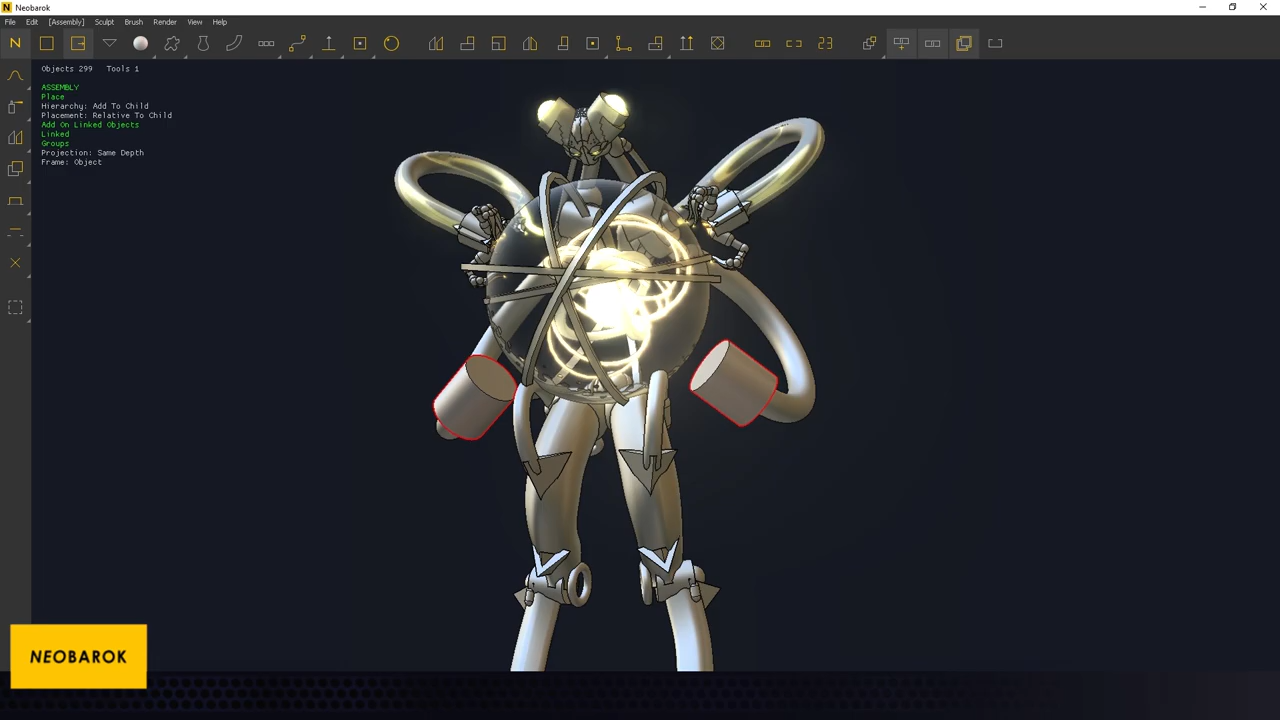 N Neobarok
File Edit [Assembly] Sculpt Brush Render View Help
N
Objects 299 Tools 1
ASSEMBLY
Place
Hierarchy: Add To Child
Placement: Relative To Child
Add On Linked Objects
Linked
Groups
Projection: Same Depth
Frame: Object
NEOBAROK